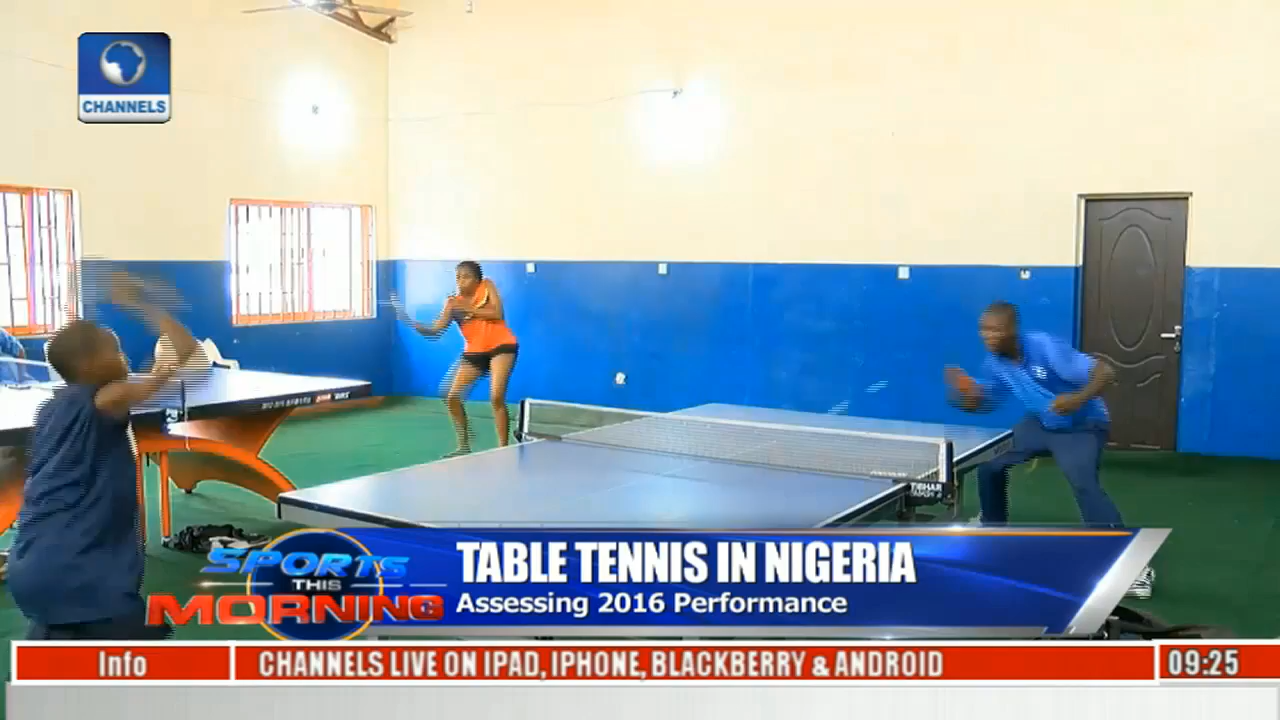 CHANNELS
TIBHAR
SPORTS
THIS
MORNING
TABLE TENNIS IN NIGERIA
Assessing 2016 Performance
Info
CHANNELS LIVE ON IPAD, IPHONE, BLACKBERRY & ANDROID
09:25